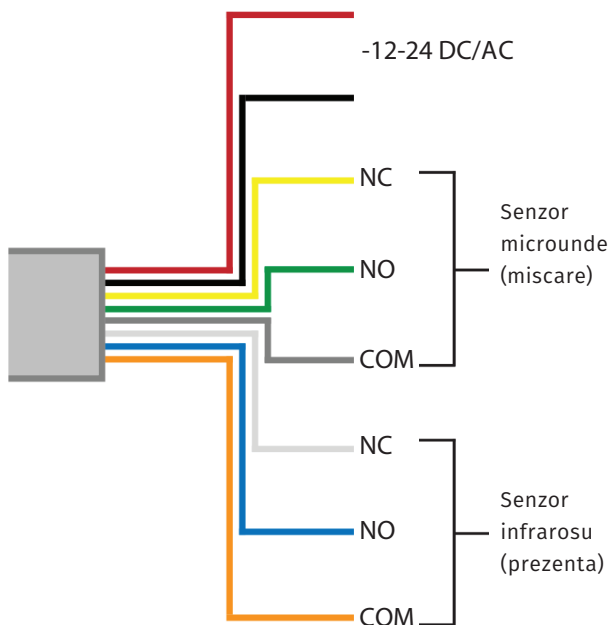 -12-24 DC/AC
NC
NO
COM
Senzor
microunde
(miscare)
NC
NO
COM
Senzor
infrarosu
(prezenta)